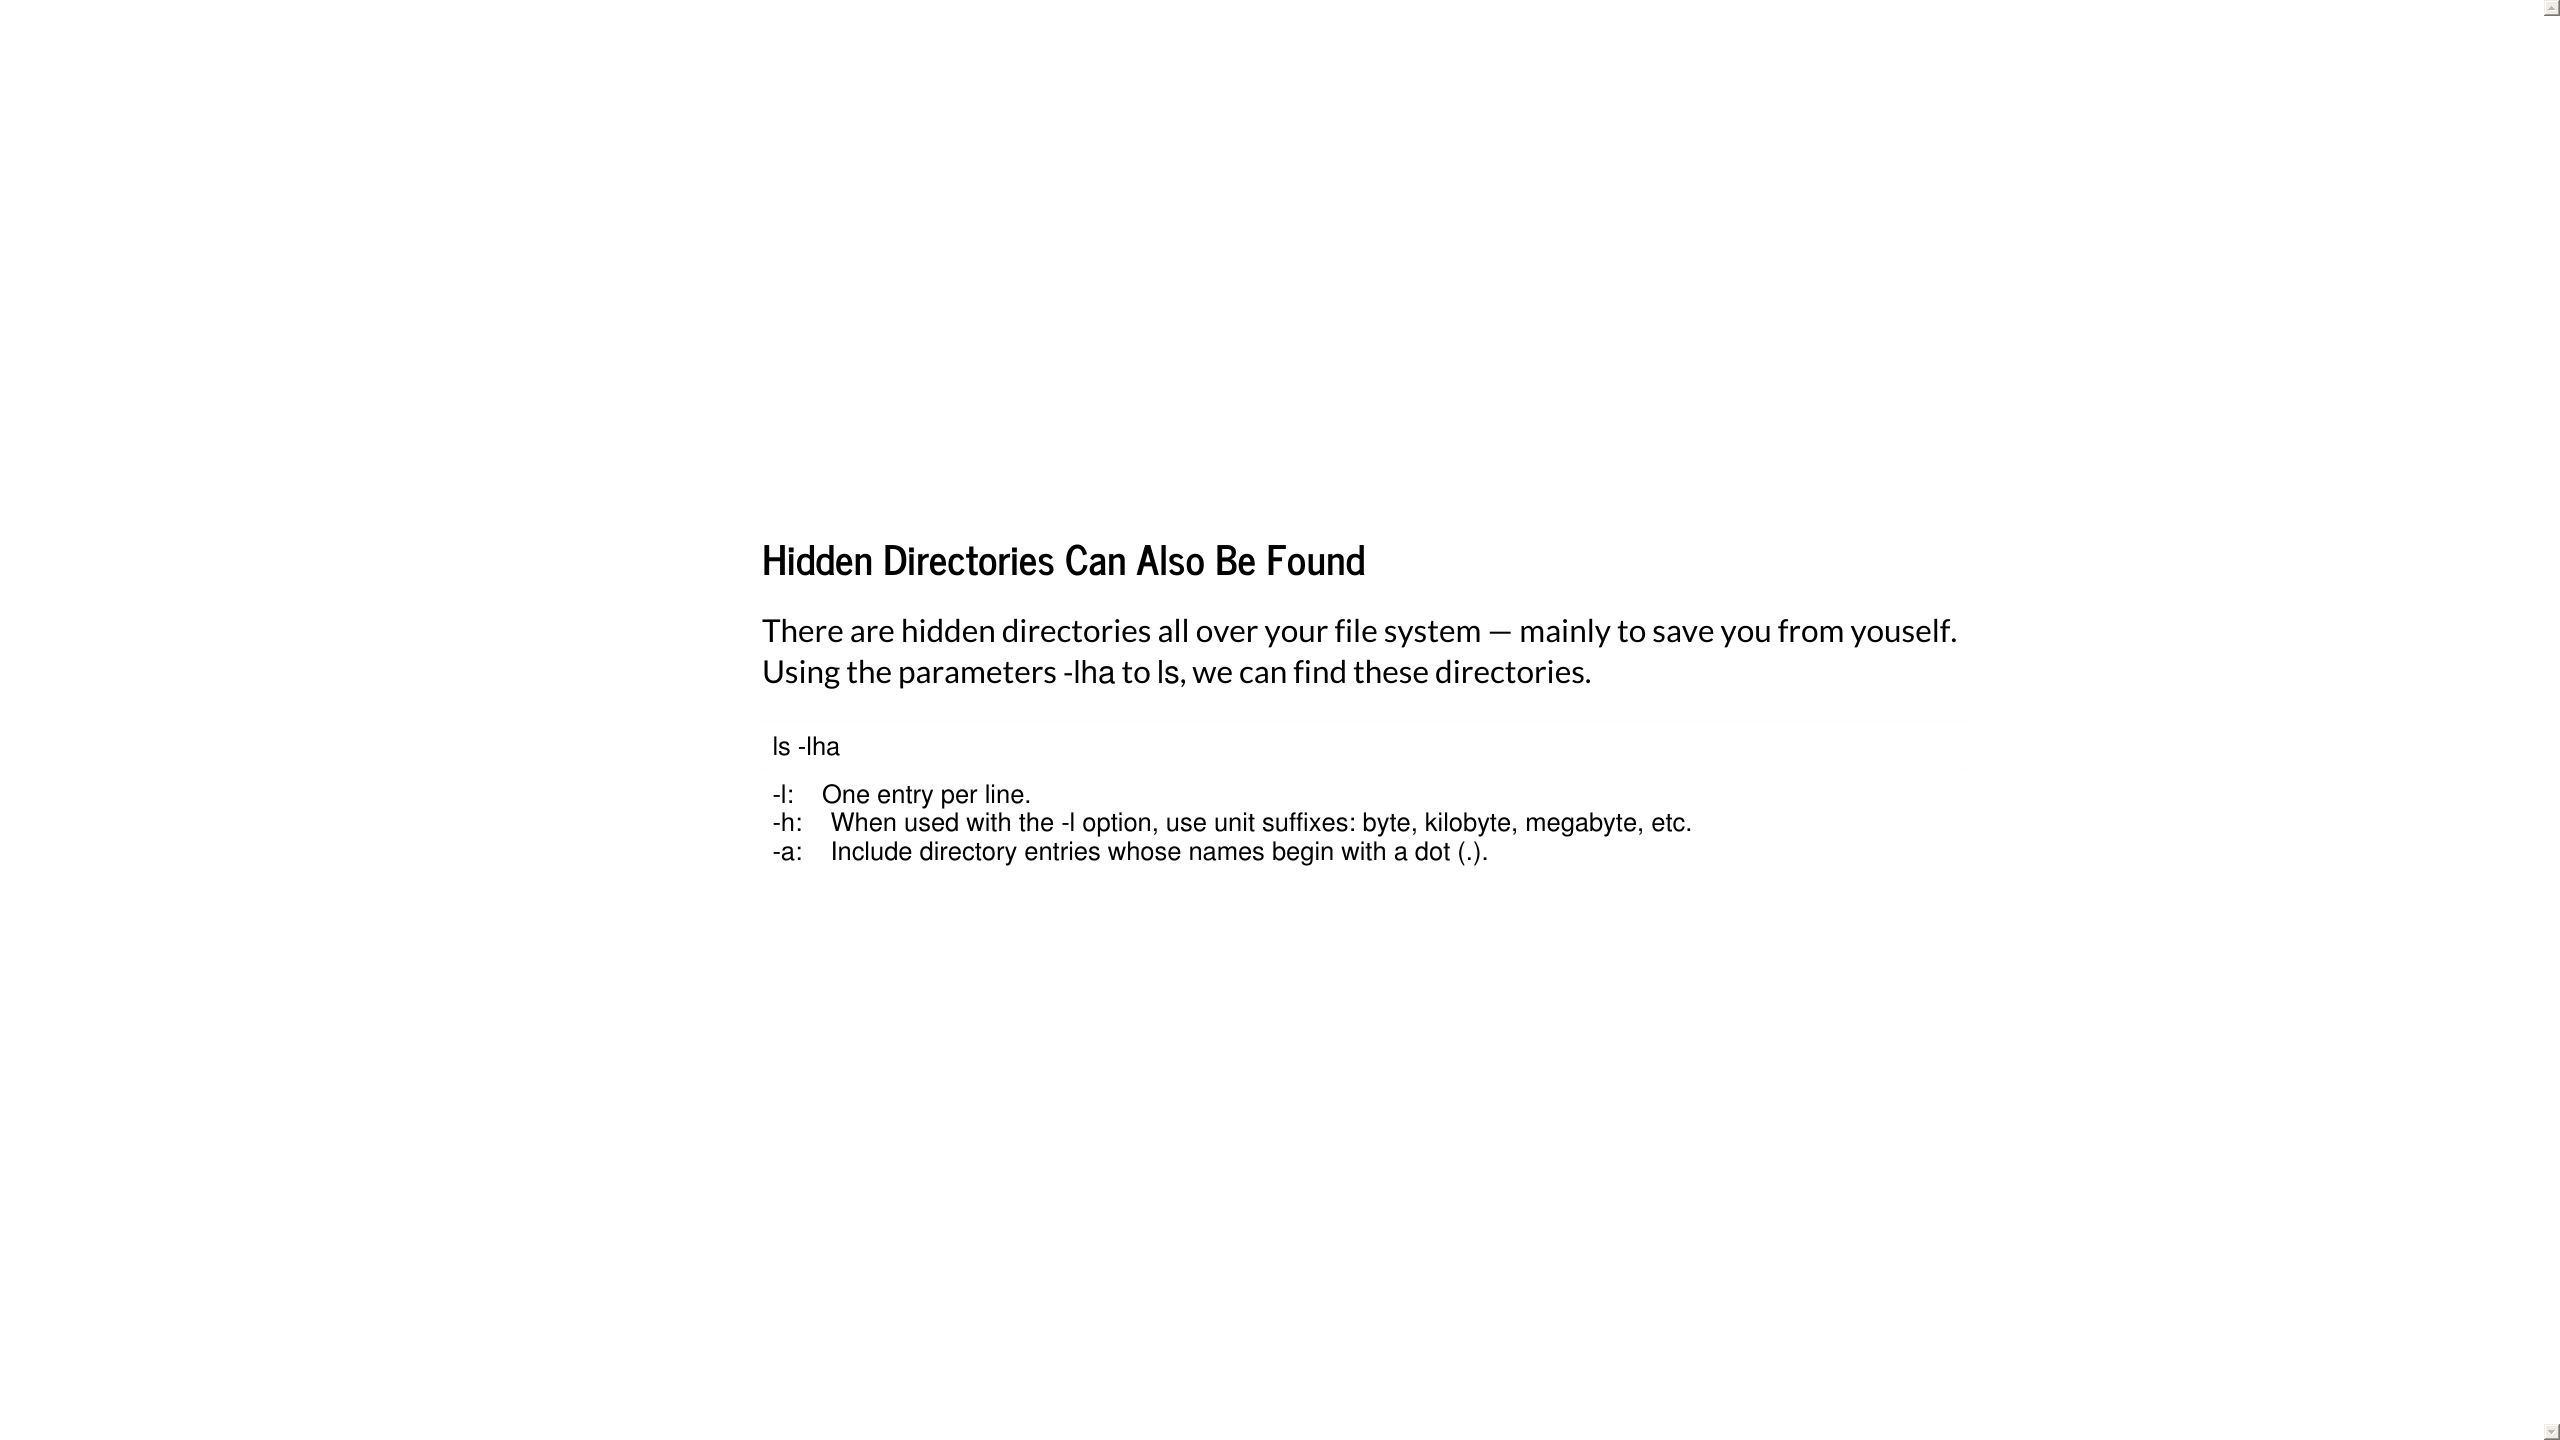 Hidden Directories Can Also Be Found
There are hidden directories all over your file system — mainly to save you from youself.
Using the parameters -lha to ls, we can find these directories.
ls -lha
-l: One entry per line.
-h: When used with the -l option, use unit suffixes: byte, kilobyte, megabyte, etc.
-a: Include directory entries whose names begin with a dot (.).